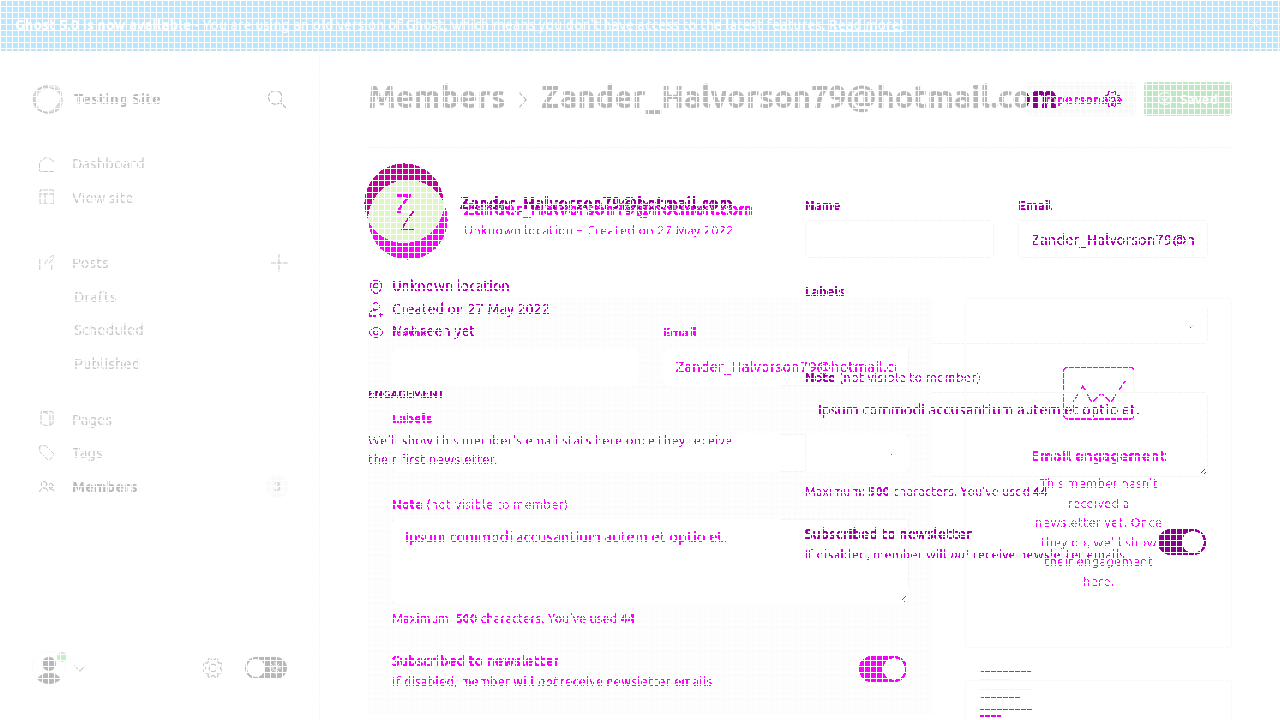 Ghost 5.0 is now available - You are using an old version of Ghost, which means you don't have access to the latest features. Read more!
Testing Site
Members › Zander_Halvorson79@hotmail.com
Dashboard
View site
Posts
Drafts
Scheduled
Published
Pages
Tags
Members 3
Zander_Halvorson79@hotmail.com
Zander_Halvorson79@hotmail.com
Unknown location – Created on 27 May 2022
Unknown location
Created on 27 May 2022
Not seen yet
ENGAGEMENT
We'll show this member's email stats here once they receive
their first newsletter.
Name
Email
Zander_Halvorson79@h
Labels
Note (not visible to member)
Ipsum commodi accusantium autem et optio et.
Maximum: 500 characters. You've used 44
Subscribed to newsletter
If disabled, member will not receive newsletter emails
Email
Zander_Halvorson79@hotmail.c
Labels
Note (not visible to member)
Ipsum commodi accusantium autem et optio et.
Maximum: 500 characters. You've used 44
Subscribed to newsletter
If disabled, member will not receive newsletter emails
Email engagement
This member hasn't
received a
newsletter yet. Once
they do, we'll show
their engagement
here.